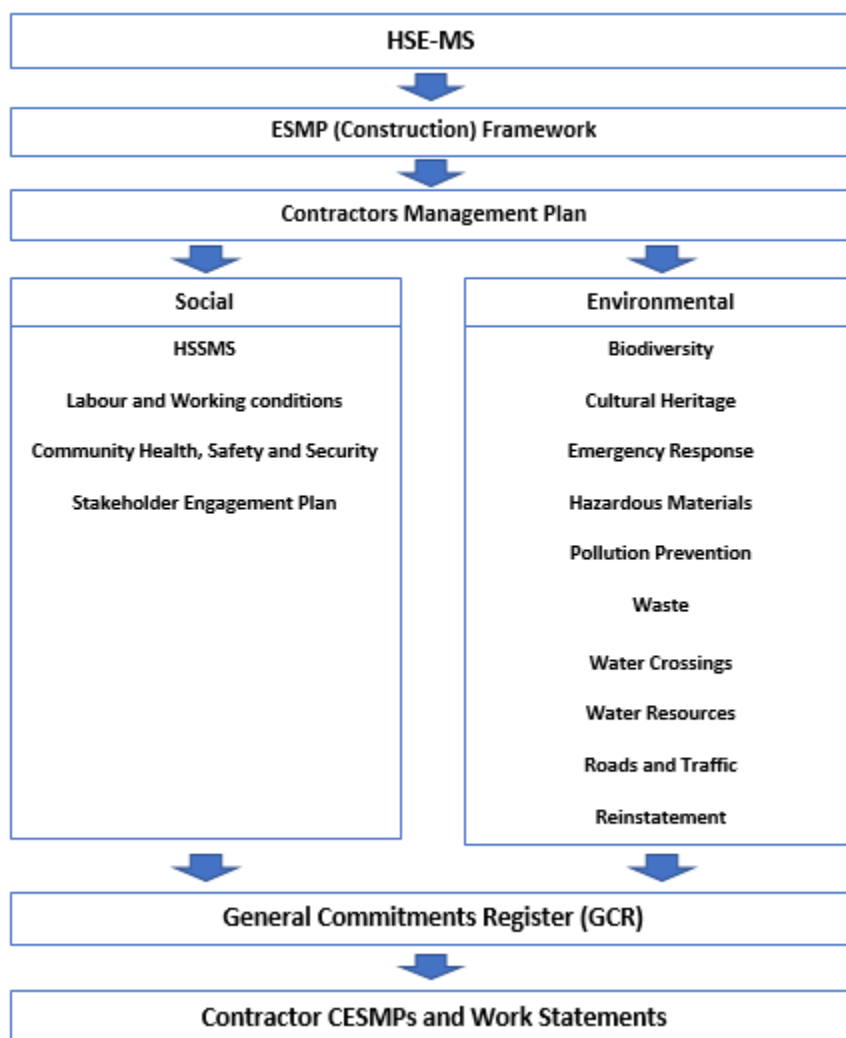 HSE-MS
ESMP (Construction) Framework
Contractors Management Plan
Social
HSSMS
Labour and Working conditions
Community Health, Safety and Security
Stakeholder Engagement Plan
Environmental
Biodiversity
Cultural Heritage
Emergency Response
Hazardous Materials
Pollution Prevention
Waste
Water Crossings
Water Resources
Roads and Traffic
Reinstatement
General Commitments Register (GCR)
Contractor CESMPs and Work Statements